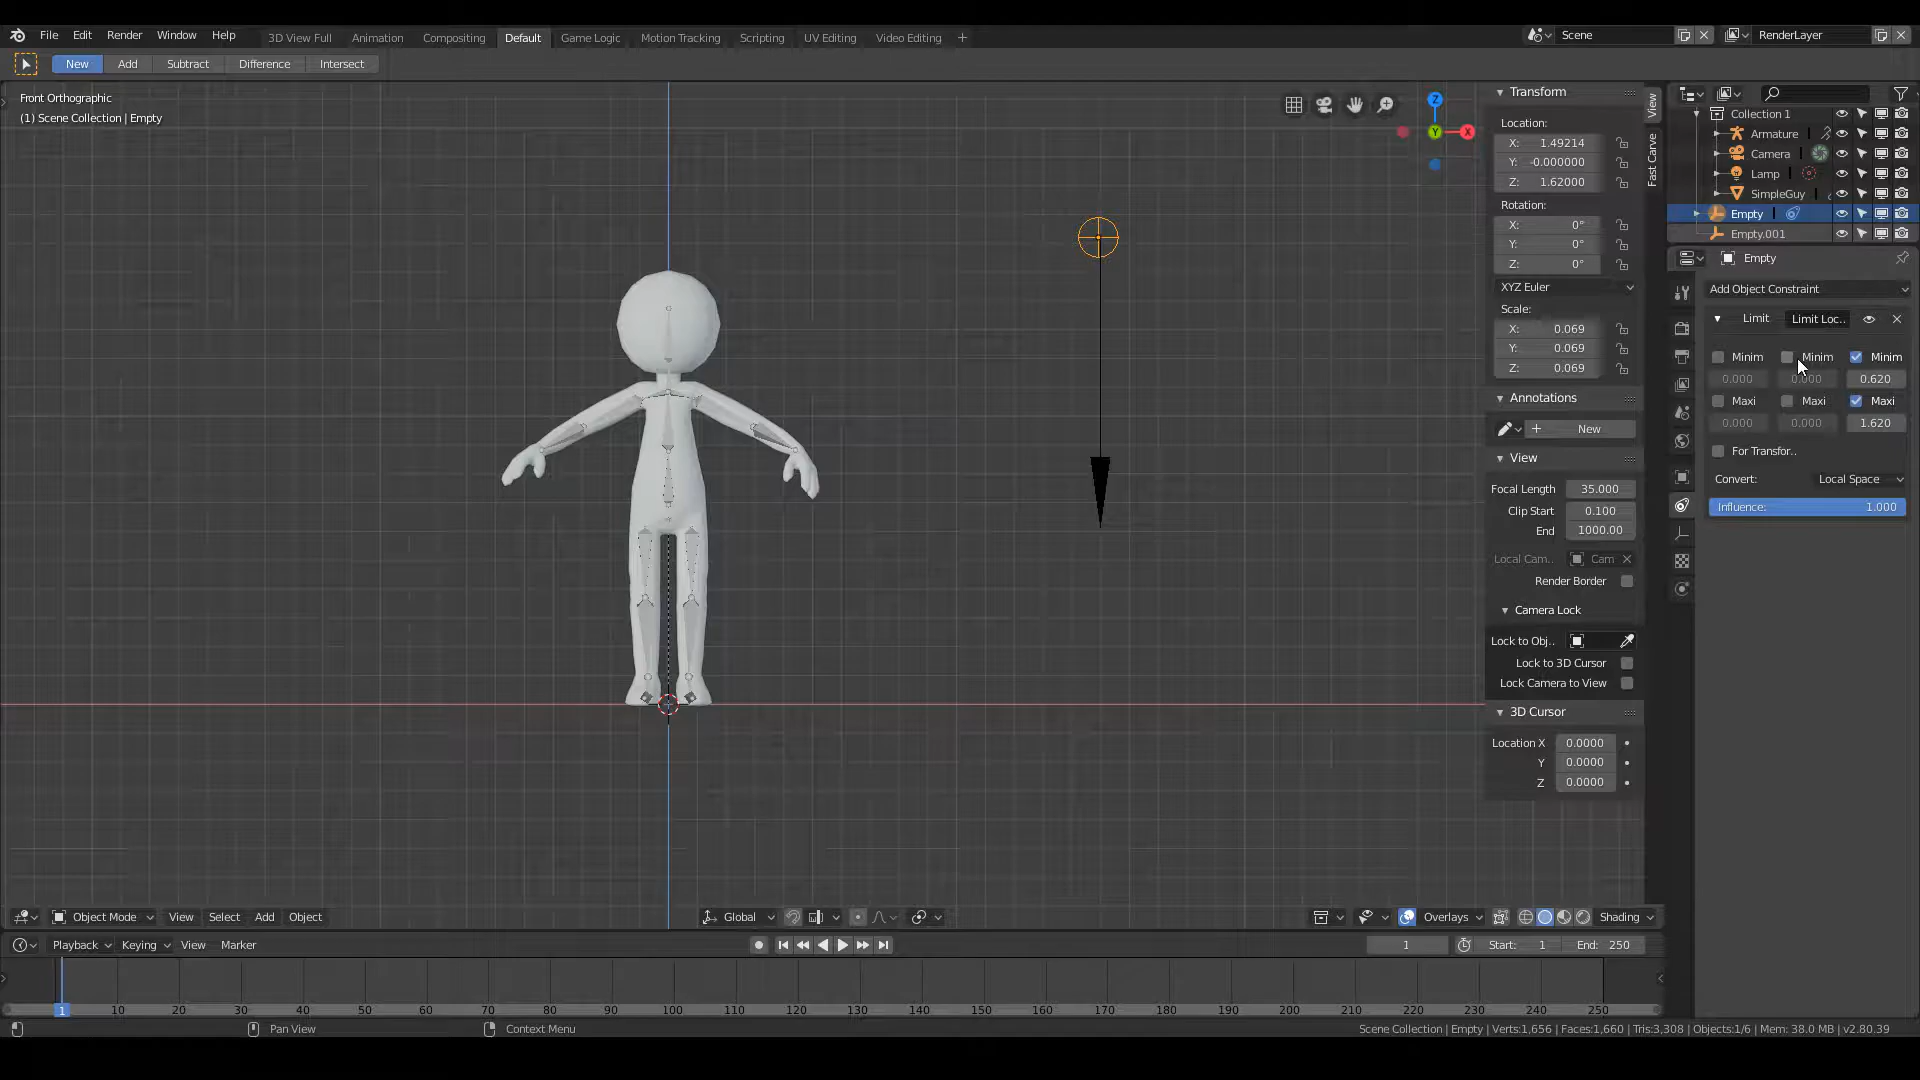 File Edit Render Window Help
3D View Full Animation Compositing Default Game Logic Motion Tracking Scripting UV Editing Video Editing +
Scene
RenderLayer
New Add Subtract Difference Intersect
Front Orthographic
(1) Scene Collection | Empty
Z
Y
X
Transform
Location:
X: 1.49214
Y: -0.000000
Z: 1.62000
Rotation:
X: 0°
Y: 0°
Z: 0°
XYZ Euler
Scale:
X: 0.069
Y: 0.069
Z: 0.069
Annotations
+ New
View
Focal Length 35.000
Clip Start 0.100
End 1000.00
Local Cam.. Cam
Render Border
Camera Lock
Lock to Obj..
Lock to 3D Cursor
Lock Camera to View
3D Cursor
Location X 0.0000
Y 0.0000
Z 0.0000
View
Fast Carve
Collection 1
Armature
Camera
Lamp
SimpleGuy
Empty
Empty.001
Empty
Add Object Constraint
Limit Limit Loc..
Minim Minim Minim
0.000 0.000 0.620
Maxi Maxi Maxi
0.000 0.000 1.620
For Transfor..
Convert: Local Space
Influence: 1.000
Object Mode View Select Add Object
Global
Overlays
Shading
Playback Keying View Marker
1
Start: 1 End: 250
1 10 20 30 40 50 60 70 80 90 100 110 120 130 140 150 160 170 180 190 200 210 220 230 240 250
Pan View
Context Menu
Scene Collection | Empty | Verts:1,656 | Faces:1,660 | Tris:3,308 | Objects:1/6 | Mem: 38.0 MB | v2.80.39